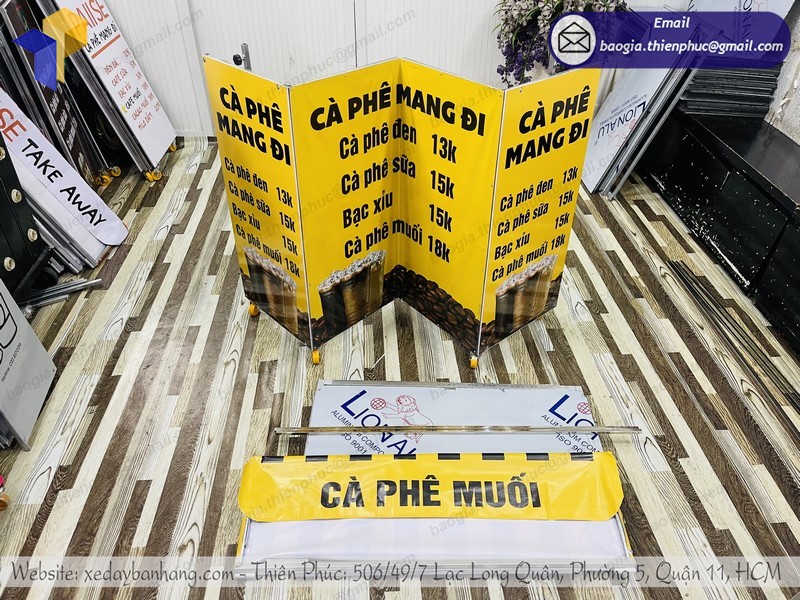 Email
baogia.thienphuc@gmail.com
CÀ PHÊ MANG ĐI
TAKE AWAY
CÀ PHÊ
MANG ĐI
Cà phê đen 13k
Cà phê sữa 15k
Bạc xỉu 15k
Cà phê muối 18k
CÀ PHÊ MANG ĐI
Cà phê đen 13k
Cà phê sữa 15k
Bạc xỉu 15k
Cà phê muối 18k
CÀ PHÊ
MANG ĐI
Cà phê đen 13k
Cà phê sữa 15k
Bạc xỉu 15k
Cà phê muối 18k
LIONALU
LIONALU
ISO 9001
CÀ PHÊ MUỐI
Website: xedaybanhang.com - Thiên Phúc: 506/49/7 Lạc Long Quân, Phường 5, Quận 11, HCM